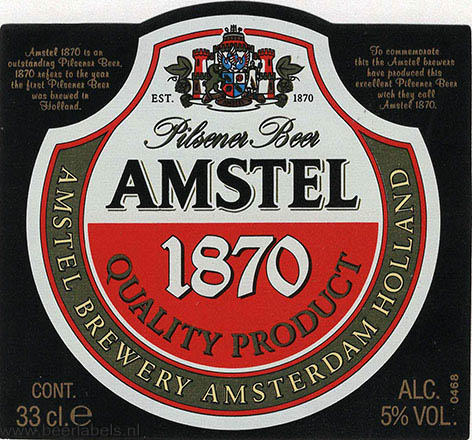 Amstel 1870 is an
outstanding Pilsener Beer,
1870 refers to the year
the first Pilsener Beer
was brewed in
Holland.
To commemorate
this the Amstel brewers
have produced this
excellent Pilsener Beer
wich they call
Amstel 1870.
EST. 1870
Pilsener Beer
AMSTEL
1870
QUALITY PRODUCT
AMSTEL BREWERY AMSTERDAM HOLLAND
CONT.
33 cl.e
ALC.
5% VOL.
0468
www.beerlabels.nl